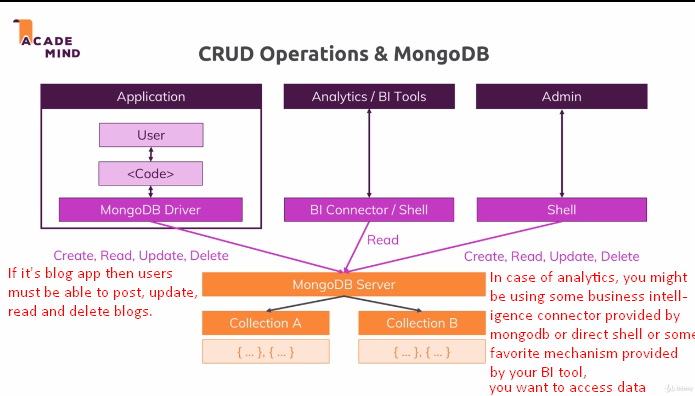 ACADE
MIND
CRUD Operations & MongoDB
Application
User
<Code>
MongoDB Driver
Analytics / BI Tools
BI Connector / Shell
Admin
Shell
Create, Read, Update, Delete
Read
Create, Read, Update, Delete
If it's blog app then users
must be able to post, update,
read and delete blogs.
MongoDB Server
Collection A
Collection B
{ ... }, { ... }
{ ... }, { ... }
In case of analytics, you might
be using some business intell-
igence connector provided by
mongodb or direct shell or some
favorite mechanism provided
by your BI tool,
you want to access data